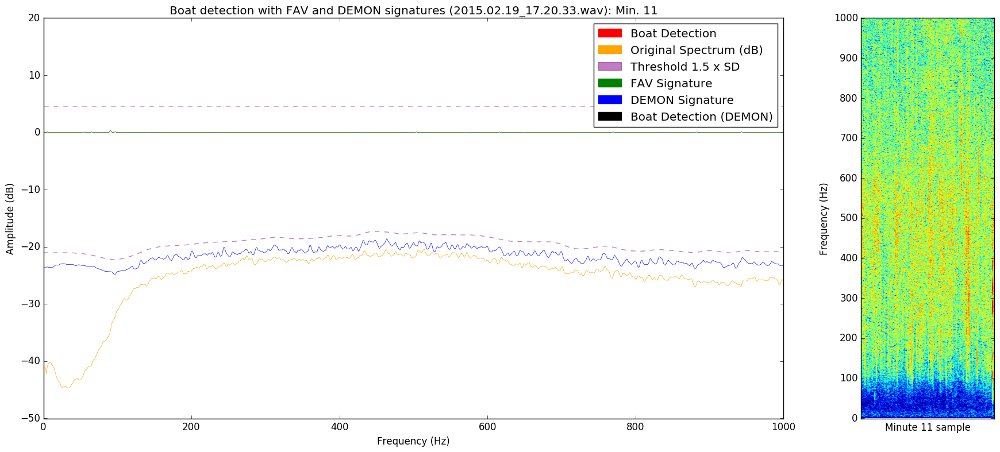 Boat detection with FAV and DEMON signatures (2015.02.19_17.20.33.wav): Min. 11
20
10
0
−10
−20
−30
−40
−50
Amplitude (dB)
Boat Detection
Original Spectrum (dB)
Threshold 1.5 x SD
FAV Signature
DEMON Signature
Boat Detection (DEMON)
0
200
400
600
800
1000
Frequency (Hz)
1000
900
800
700
600
500
400
300
200
100
0
Frequency (Hz)
Minute 11 sample